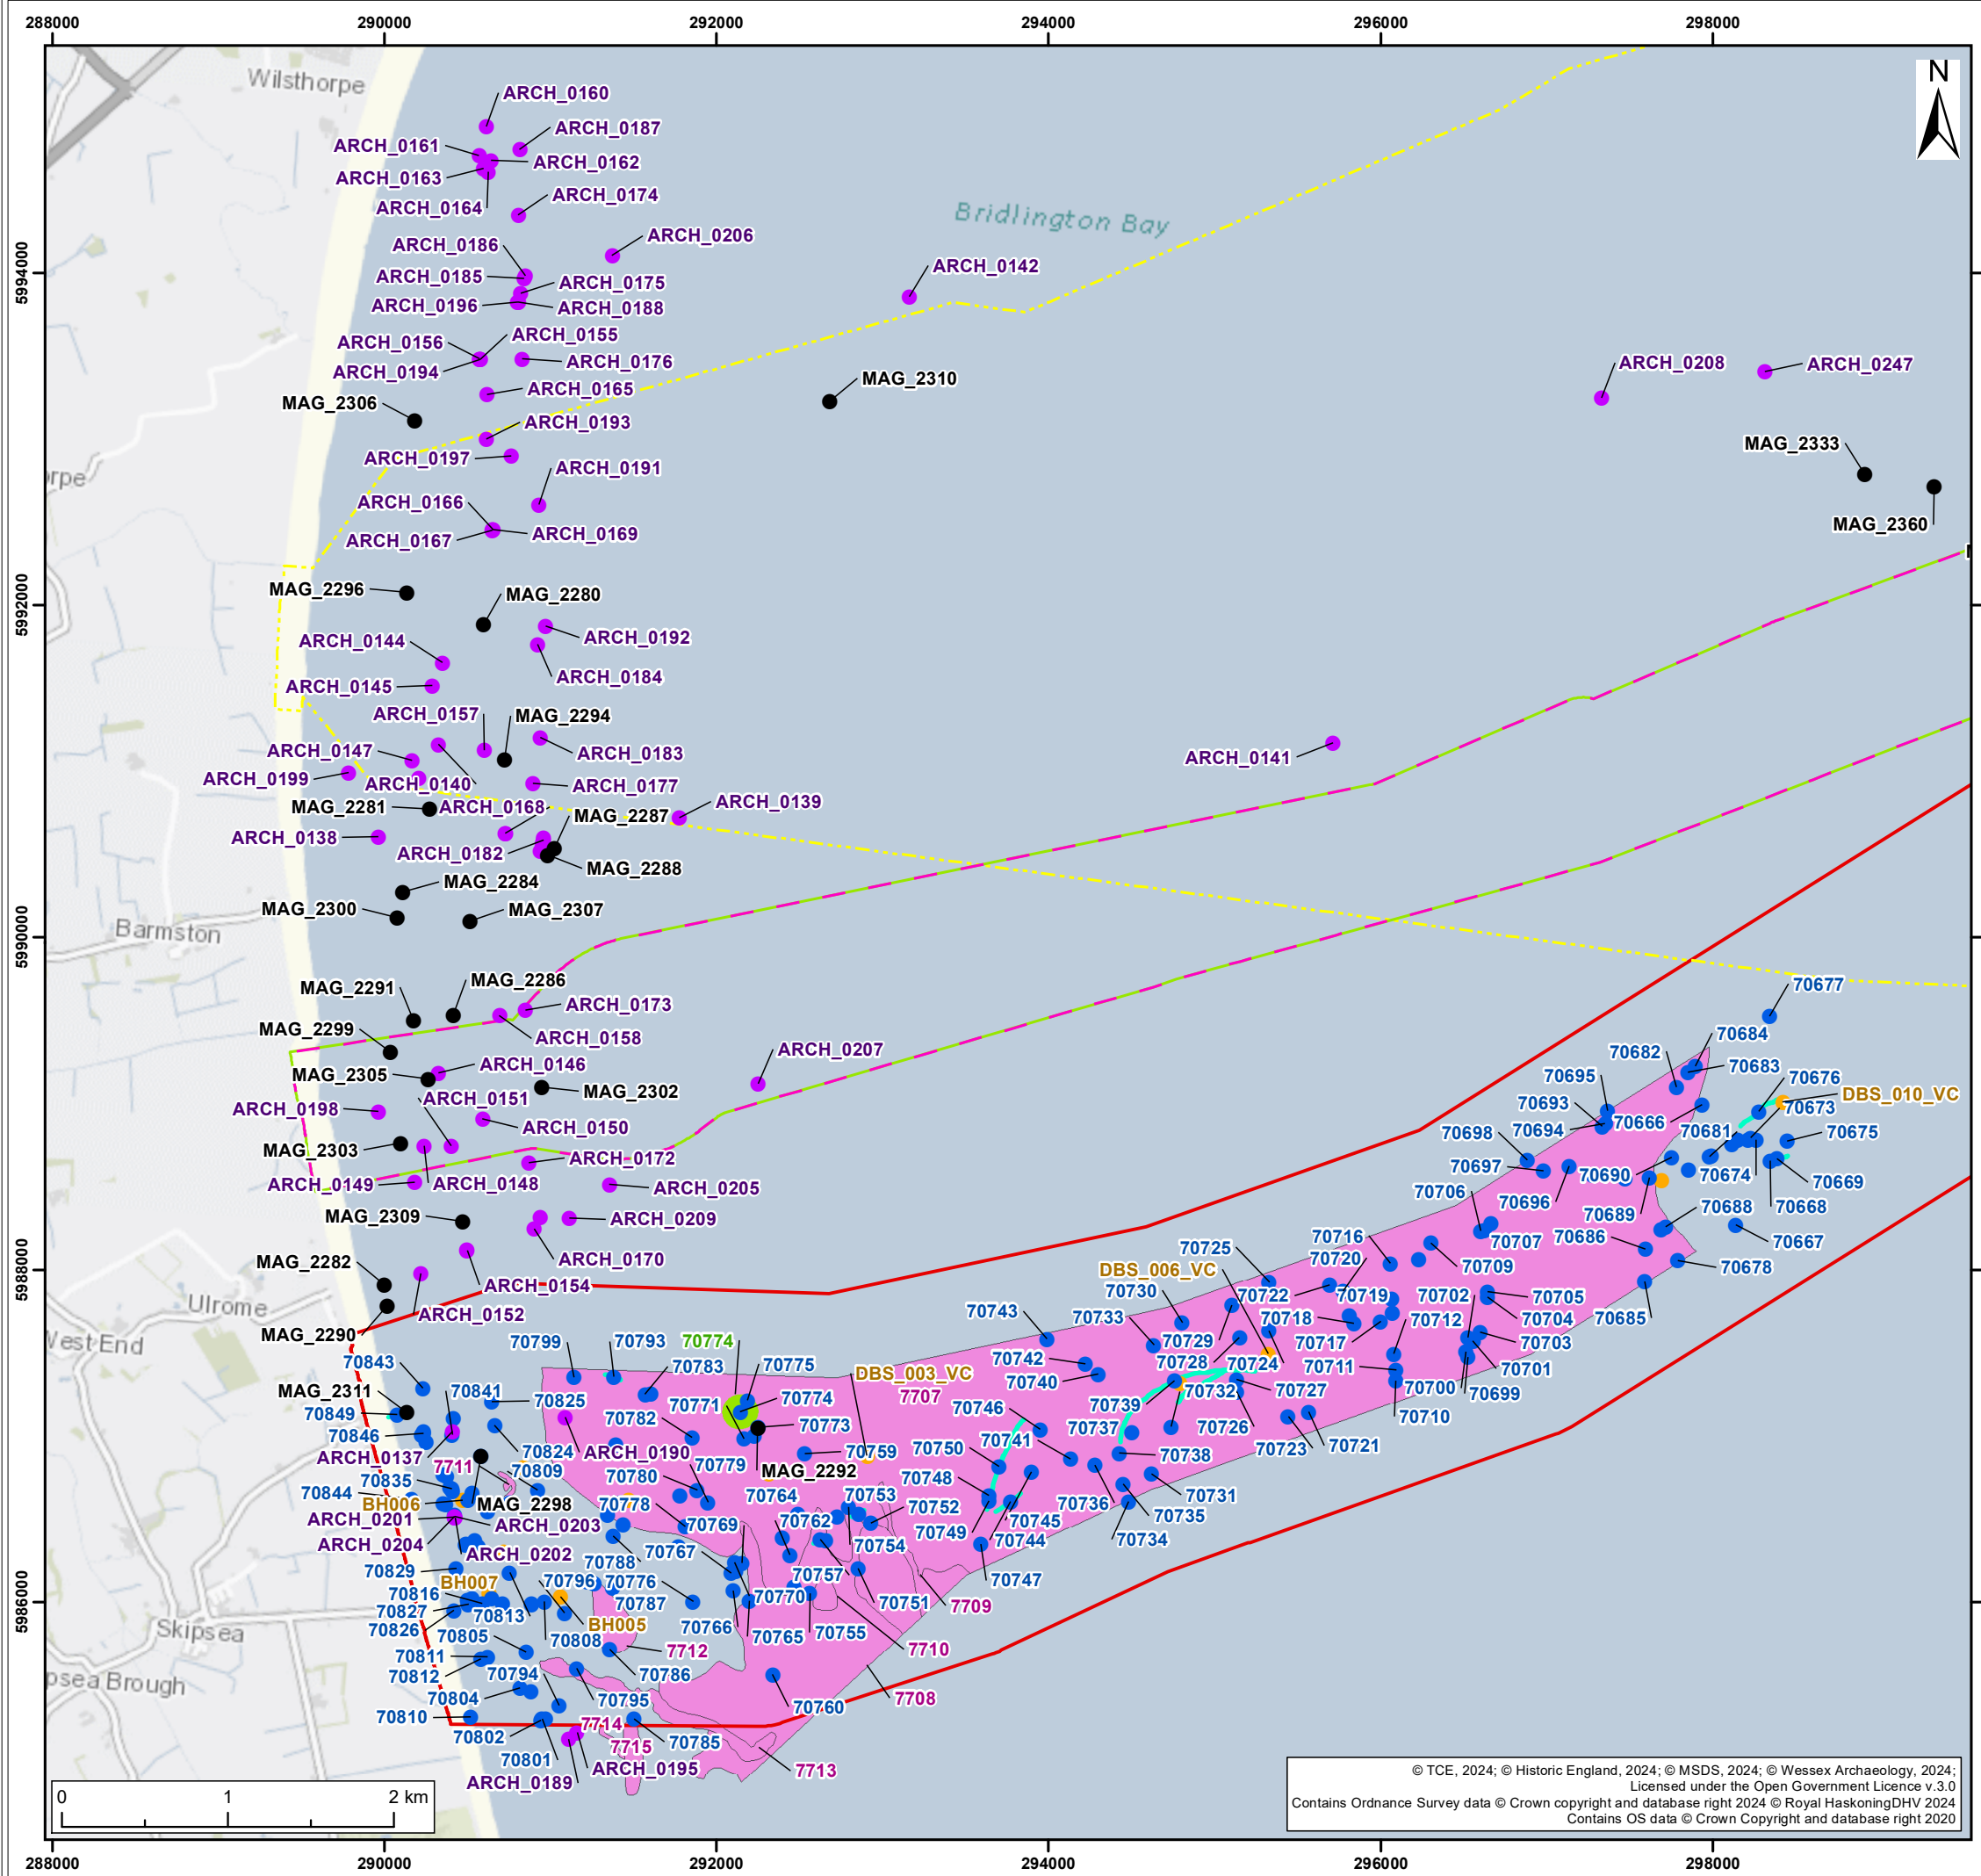 288000 290000 292000 294000 296000 298000
N
Wilsthorpe
ARCH_0160
ARCH_0187
ARCH_0161
ARCH_0162
ARCH_0163
ARCH_0174
ARCH_0164
Bridlington Bay
ARCH_0206
ARCH_0186
ARCH_0142
5994000
ARCH_0185
ARCH_0175
ARCH_0196
ARCH_0188
ARCH_0155
ARCH_0156
ARCH_0176
ARCH_0208
ARCH_0247
ARCH_0194
MAG_2310
ARCH_0165
MAG_2306
ARCH_0193
MAG_2333
ARCH_0197
ARCH_0191
orpe
ARCH_0166
MAG_2360
ARCH_0169
ARCH_0167
MAG_2296
MAG_2280
5992000
ARCH_0192
ARCH_0144
ARCH_0184
ARCH_0145
ARCH_0157
MAG_2294
ARCH_0147
ARCH_0183
ARCH_0141
ARCH_0199
ARCH_0140
ARCH_0177
ARCH_0139
MAG_2281
ARCH_0168
MAG_2287
ARCH_0138
ARCH_0182
MAG_2288
MAG_2284
MAG_2300
MAG_2307
5990000
Barmston
MAG_2286
MAG_2291
70677
ARCH_0173
MAG_2299
ARCH_0158
70684
ARCH_0207
70682
ARCH_0146
70683
MAG_2305
70695
70676
MAG_2302
DBS_010_VC
ARCH_0151
70693
70673
ARCH_0198
70666
ARCH_0150
70694
70681
70675
70698
MAG_2303
ARCH_0172
70697
70690
70674
ARCH_0149
ARCH_0148
ARCH_0205
70669
70706
70696
70668
MAG_2309
ARCH_0209
70689
70688
70716
70707
70686
70667
70725
ARCH_0170
70720
70709
5988000
MAG_2282
DBS_006_VC
70678
ARCH_0154
70730
70722
70719
70702
70705
Ulrome
ARCH_0152
70743
70733
70718
70712
70704
70685
MAG_2290
70729
70717
70703
West End
70799
70793
70774
70742
70728
70724
70711
70701
70843
70783
70775
DBS_003_VC
70740
70732
70727
70700
70699
MAG_2311
70841
70825
70771
70774
7707
70739
70849
70782
70773
70746
70737
70726
70710
70846
70741
70723
70721
ARCH_0137
70824
ARCH_0190
70759
70750
70738
7711
70809
70779
MAG_2292
70835
70780
70748
70844
70764
70753
70731
BH006
MAG_2298
70778
70752
70736
ARCH_0201
70762
70745
70735
ARCH_0203
70769
70749
70744
70734
ARCH_0204
70754
ARCH_0202
70788
70767
70829
BH007
70796
70776
70757
70747
70816
70770
70751
7709
70827
70813
70787
5986000
Skipsea
70826
BH005
70766
70765
70755
70805
70808
7710
70811
7712
70812
70794
70786
psea Brough
70804
70795
70760
7708
70810
7714
70802
7715
70785
70801
ARCH_0195
7713
ARCH_0189
0 1 2 km
© TCE, 2024; © Historic England, 2024; © MSDS, 2024; © Wessex Archaeology, 2024;
Licensed under the Open Government Licence v.3.0
Contains Ordnance Survey data © Crown copyright and database right 2024 © Royal HaskoningDHV 2024
Contains OS data © Crown Copyright and database right 2020
288000 290000 292000 294000 296000 298000